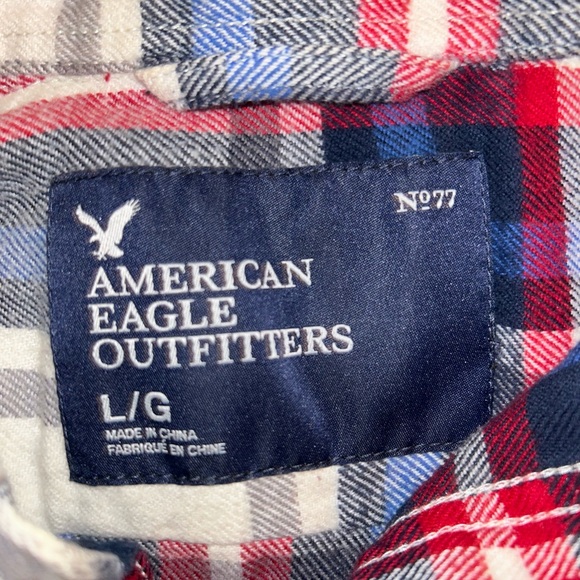 Nº77
AMERICAN
EAGLE
OUTFITTERS
L/G
MADE IN CHINA
FABRIQUÉ EN CHINE